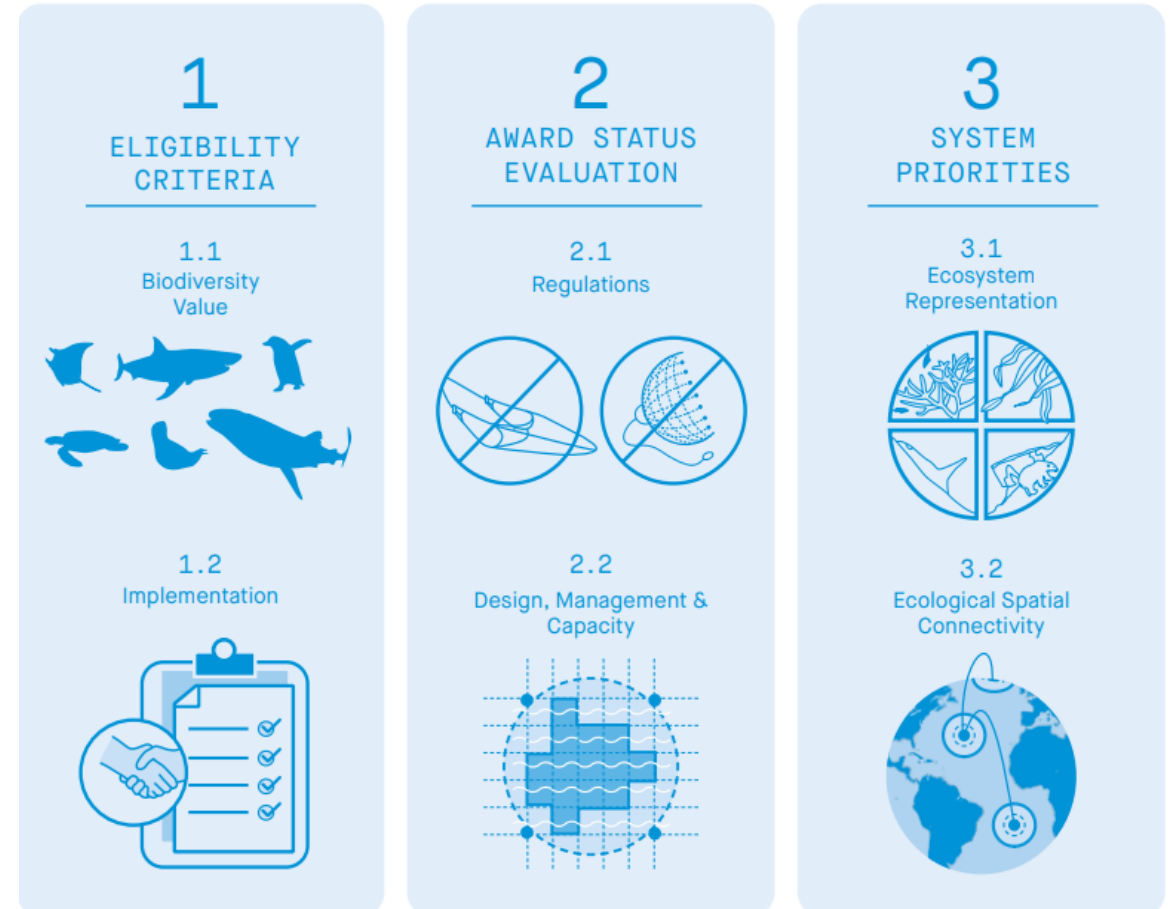 1
ELIGIBILITY
CRITERIA
1.1
Biodiversity
Value
1.2
Implementation
2
AWARD STATUS
EVALUATION
2.1
Regulations
2.2
Design, Management &
Capacity
3
SYSTEM
PRIORITIES
3.1
Ecosystem
Representation
3.2
Ecological Spatial
Connectivity